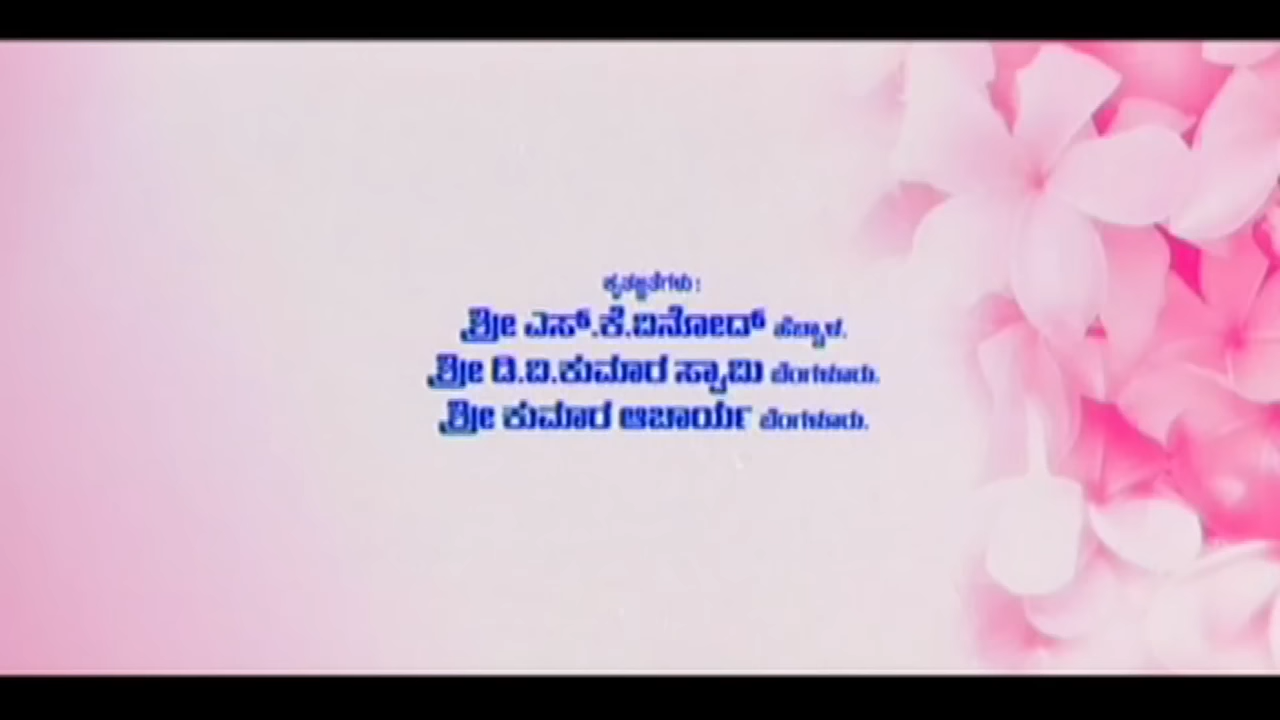 ಕೃತಜ್ಞತೆಗಳು :
ಶ್ರೀ ಎಸ್.ಕೆ.ವಿನೋದ್ ಹೆಬ್ಬಾಳ.
ಶ್ರೀ ಡಿ.ವಿ.ಕುಮಾರ ಸ್ವಾಮಿ ಬೆಂಗಳೂರು.
ಶ್ರೀ ಕುಮಾರ ಆಚಾರ್ಯ ಬೆಂಗಳೂರು.